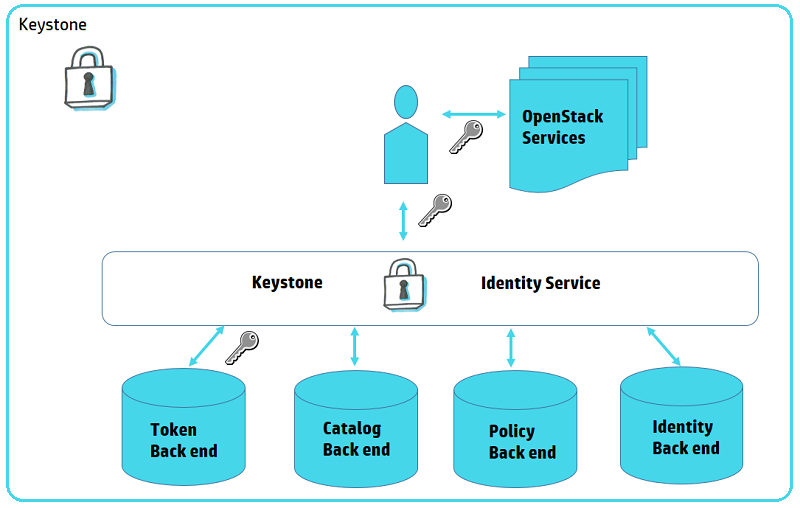 Keystone
OpenStack
Services
Keystone
Identity Service
Token
Back end
Catalog
Back end
Policy
Back end
Identity
Back end